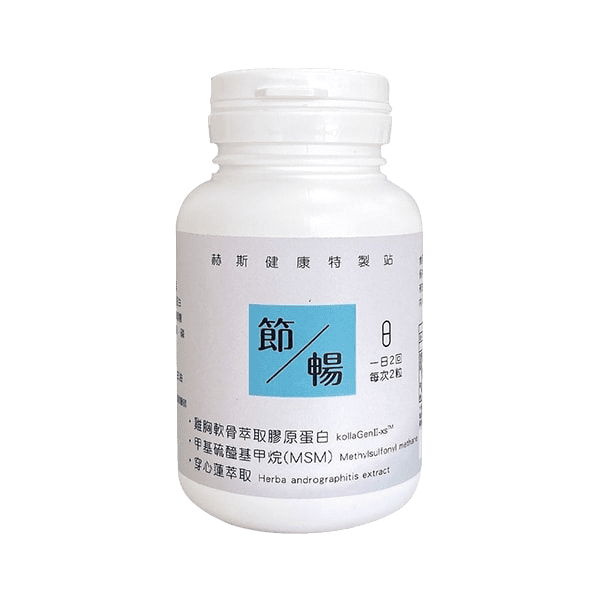 赫斯健康特製站
節/暢
一日2回
每次2粒
・雞胸軟骨萃取膠原蛋白 kollaGenII-xs™
・甲基硫醯基甲烷(MSM) Methylsulfonyl methane
・穿心蓮萃取 Herba andrographitis extract